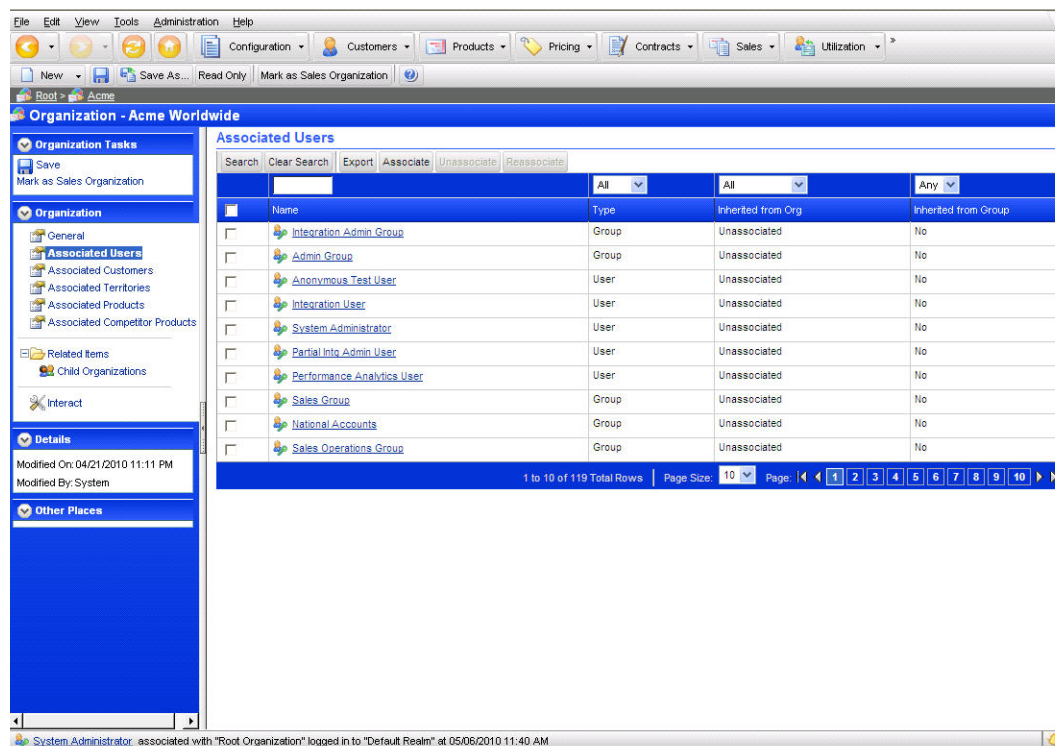 File Edit View Tools Administration Help
Configuration Customers Products Pricing Contracts Sales Utilization »
New Save As... Read Only Mark as Sales Organization
Root > Acme
Organization - Acme Worldwide
Organization Tasks
Save
Mark as Sales Organization
Organization
General
Associated Users
Associated Customers
Associated Territories
Associated Products
Associated Competitor Products
Related Items
Child Organizations
Interact
Details
Modified On: 04/21/2010 11:11 PM
Modified By: System
Other Places
Associated Users
Search Clear Search Export Associate Unassociate Reassociate
All All Any
Name Type Inherited from Org Inherited from Group
Integration Admin Group Group Unassociated No
Admin Group Group Unassociated No
Anonymous Test User User Unassociated No
Integration User User Unassociated No
System Administrator User Unassociated No
Partial Intg Admin User User Unassociated No
Performance Analytics User User Unassociated No
Sales Group Group Unassociated No
National Accounts Group Unassociated No
Sales Operations Group Group Unassociated No
1 to 10 of 119 Total Rows Page Size: 10 Page: 1 2 3 4 5 6 7 8 9 10
System Administrator associated with "Root Organization" logged in to "Default Realm" at 05/06/2010 11:40 AM